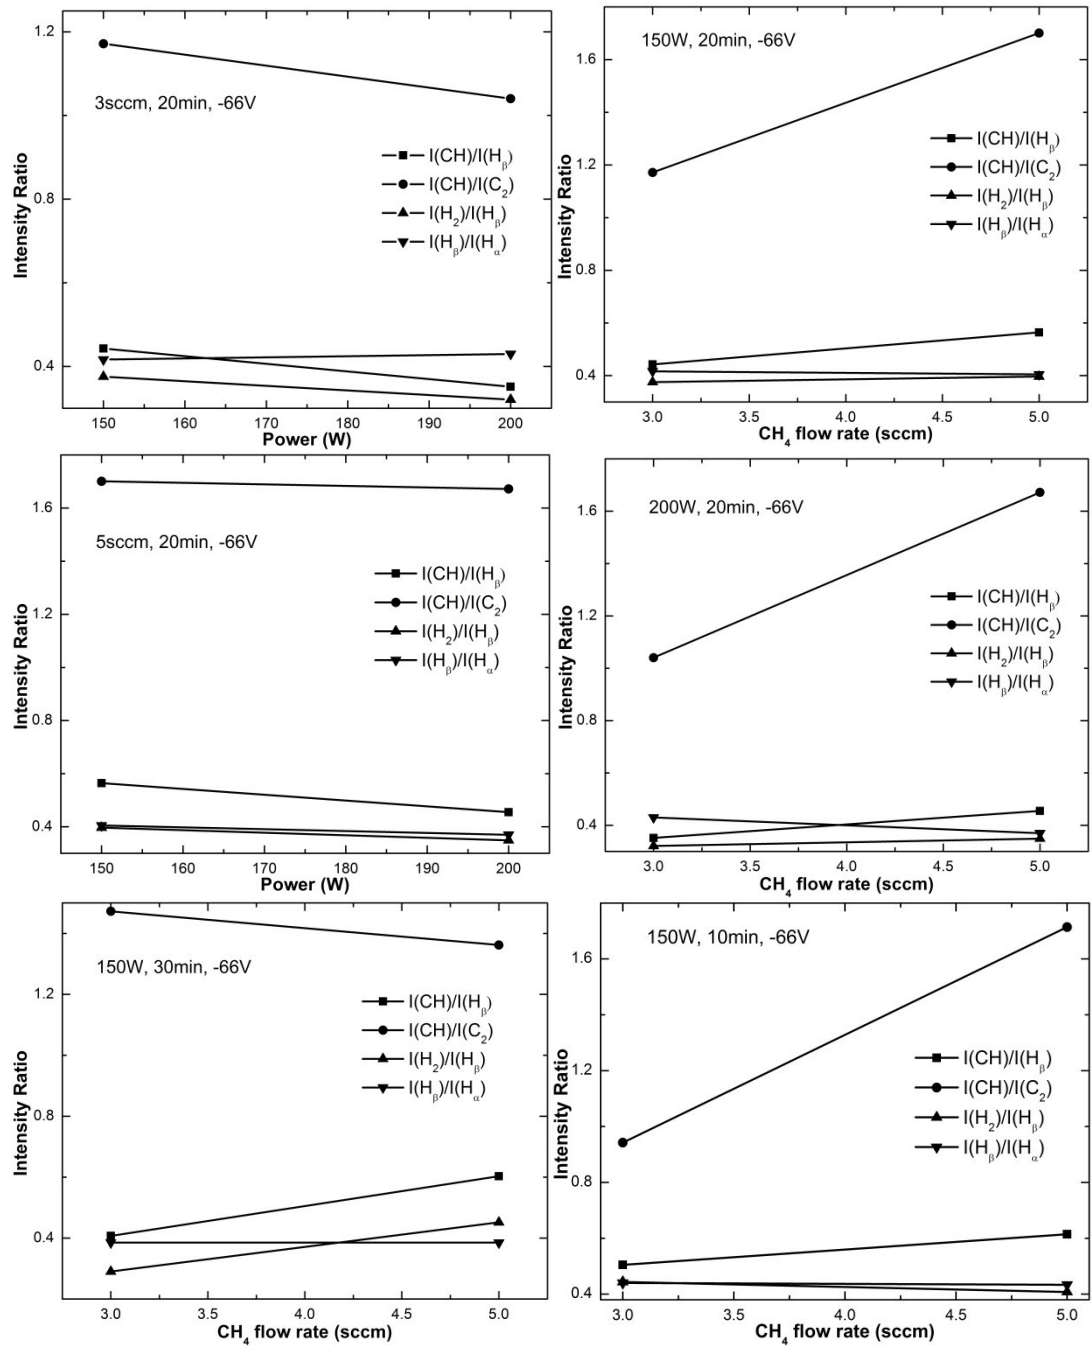 1.2
0.8
0.4
Intensity Ratio
3sccm, 20min, -66V
I(CH)/I(Hβ)
I(CH)/I(C2)
I(H2)/I(Hβ)
I(Hβ)/I(Hα)
150 160 170 180 190 200
Power (W)
1.6
1.2
0.8
0.4
Intensity Ratio
150W, 20min, -66V
I(CH)/I(Hβ)
I(CH)/I(C2)
I(H2)/I(Hβ)
I(Hβ)/I(Hα)
3.0 3.5 4.0 4.5 5.0
CH4 flow rate (sccm)
1.6
1.2
0.8
0.4
Intensity Ratio
5sccm, 20min, -66V
I(CH)/I(Hβ)
I(CH)/I(C2)
I(H2)/I(Hβ)
I(Hβ)/I(Hα)
150 160 170 180 190 200
Power (W)
1.6
1.2
0.8
0.4
Intensity Ratio
200W, 20min, -66V
I(CH)/I(Hβ)
I(CH)/I(C2)
I(H2)/I(Hβ)
I(Hβ)/I(Hα)
3.0 3.5 4.0 4.5 5.0
CH4 flow rate (sccm)
1.2
0.8
0.4
Intensity Ratio
150W, 30min, -66V
I(CH)/I(Hβ)
I(CH)/I(C2)
I(H2)/I(Hβ)
I(Hβ)/I(Hα)
3.0 3.5 4.0 4.5 5.0
CH4 flow rate (sccm)
1.6
1.2
0.8
0.4
Intensity Ratio
150W, 10min, -66V
I(CH)/I(Hβ)
I(CH)/I(C2)
I(H2)/I(Hβ)
I(Hβ)/I(Hα)
3.0 3.5 4.0 4.5 5.0
CH4 flow rate (sccm)